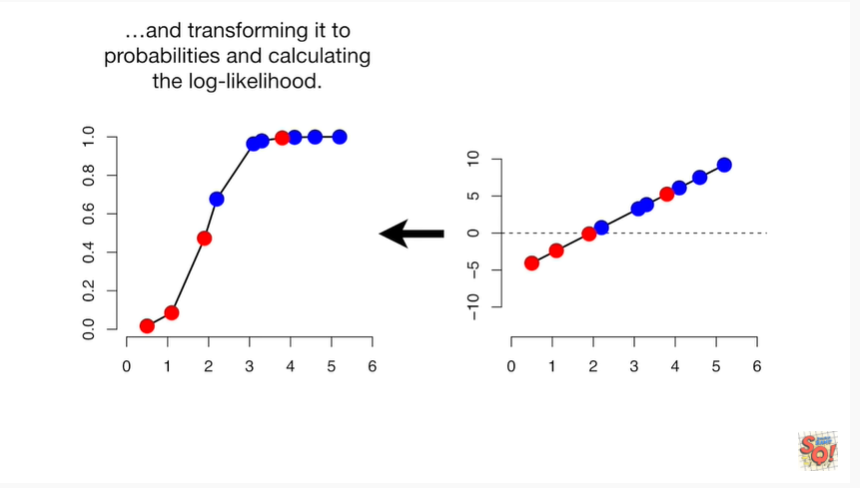 ...and transforming it to
probabilities and calculating
the log-likelihood.
1.0
0.8
0.6
0.4
0.2
0.0
0 1 2 3 4 5 6
10
5
0
−5
−10
0 1 2 3 4 5 6
SQ!